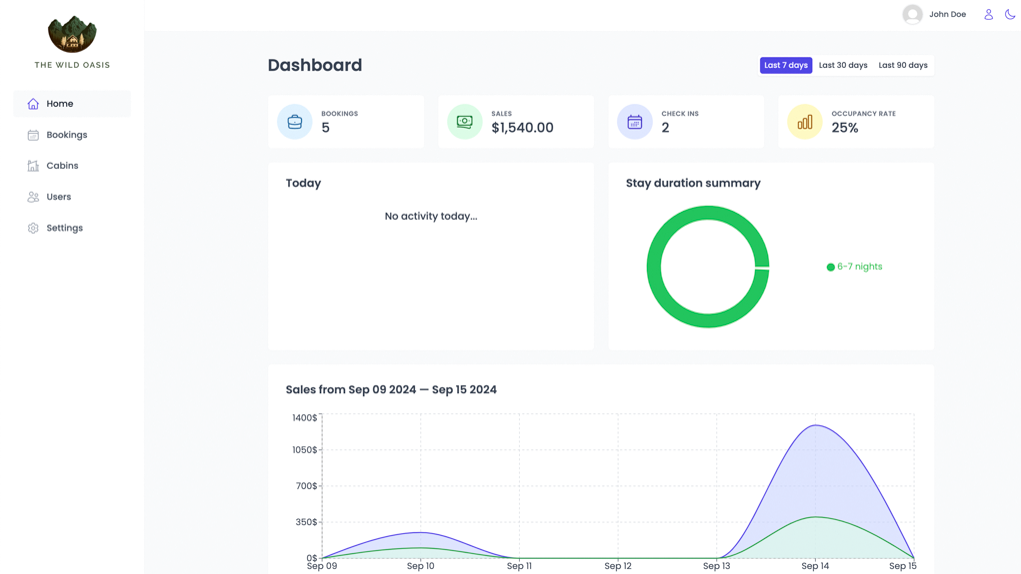 John Doe
THE WILD OASIS
Home
Bookings
Cabins
Users
Settings
Dashboard
Last 7 days Last 30 days Last 90 days
BOOKINGS
5
SALES
$1,540.00
CHECK INS
2
OCCUPANCY RATE
25%
Today
No activity today...
Stay duration summary
6-7 nights
Sales from Sep 09 2024 — Sep 15 2024
1400$
1050$
700$
350$
0$
Sep 09 Sep 10 Sep 11 Sep 12 Sep 13 Sep 14 Sep 15